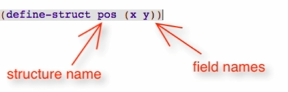 (define-struct pos (x y))
structure name
field names